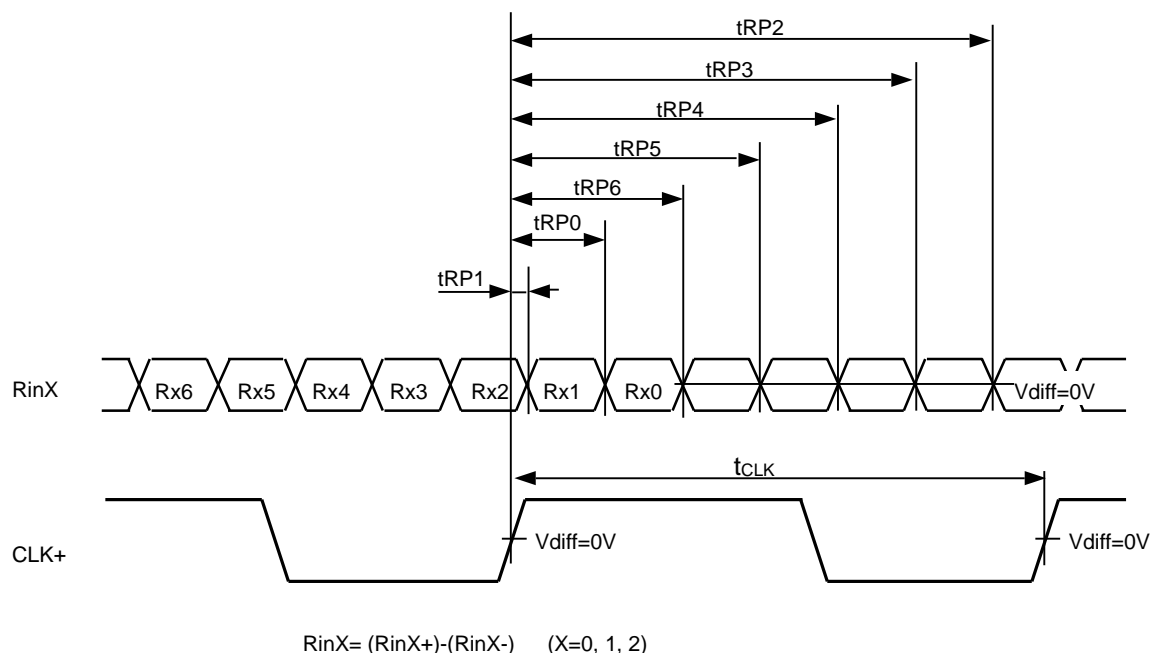 tRP2
tRP3
tRP4
tRP5
tRP6
tRP0
tRP1
RinX Rx6 Rx5 Rx4 Rx3 Rx2 Rx1 Rx0 Vdiff=0V
tCLK
CLK+ Vdiff=0V Vdiff=0V
RinX= (RinX+)-(RinX-) (X=0, 1, 2)